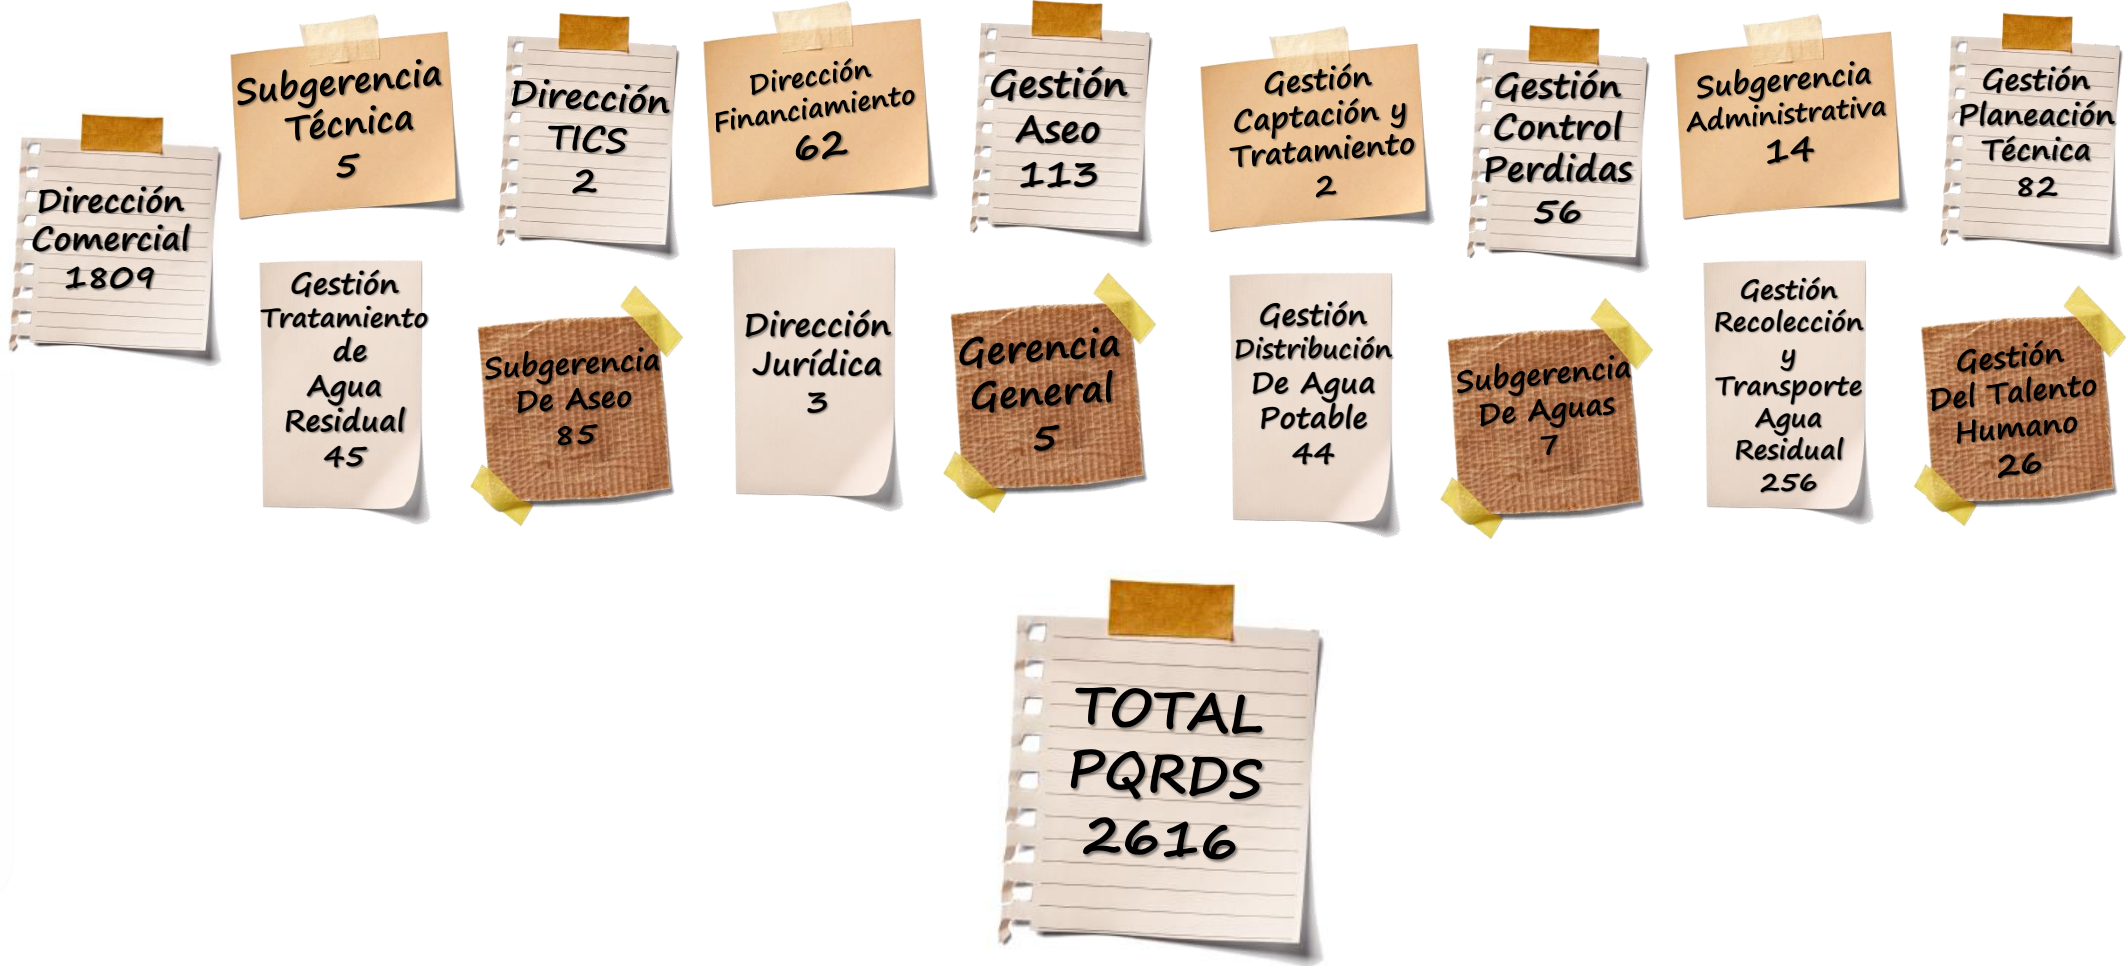 Dirección
Comercial
1809
Subgerencia
Técnica
5
Dirección
TICS
2
Dirección
Financiamiento
62
Gestión
Aseo
113
Gestión
Captación y
Tratamiento
2
Gestión
Control
Perdidas
56
Subgerencia
Administrativa
14
Gestión
Planeación
Técnica
82
Gestión
Tratamiento
de
Agua
Residual
45
Subgerencia
De Aseo
85
Dirección
Jurídica
3
Gerencia
General
5
Gestión
Distribución
De Agua
Potable
44
Subgerencia
De Aguas
7
Gestión
Recolección
y
Transporte
Agua
Residual
256
Gestión
Del Talento
Humano
26
TOTAL
PQRDS
2616